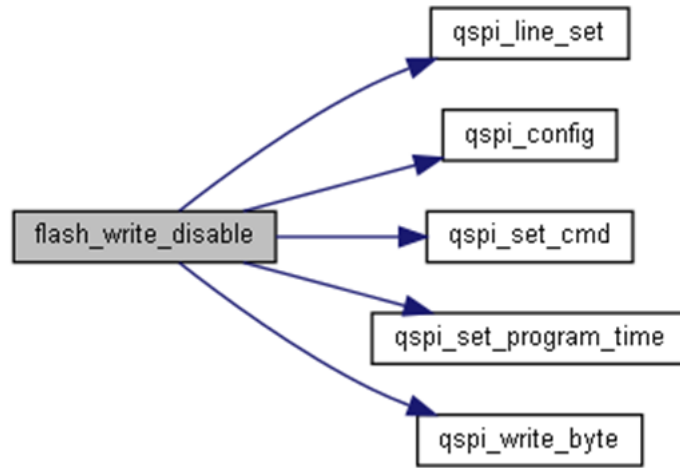 qspi_line_set
qspi_config
flash_write_disable
qspi_set_cmd
qspi_set_program_time
qspi_write_byte